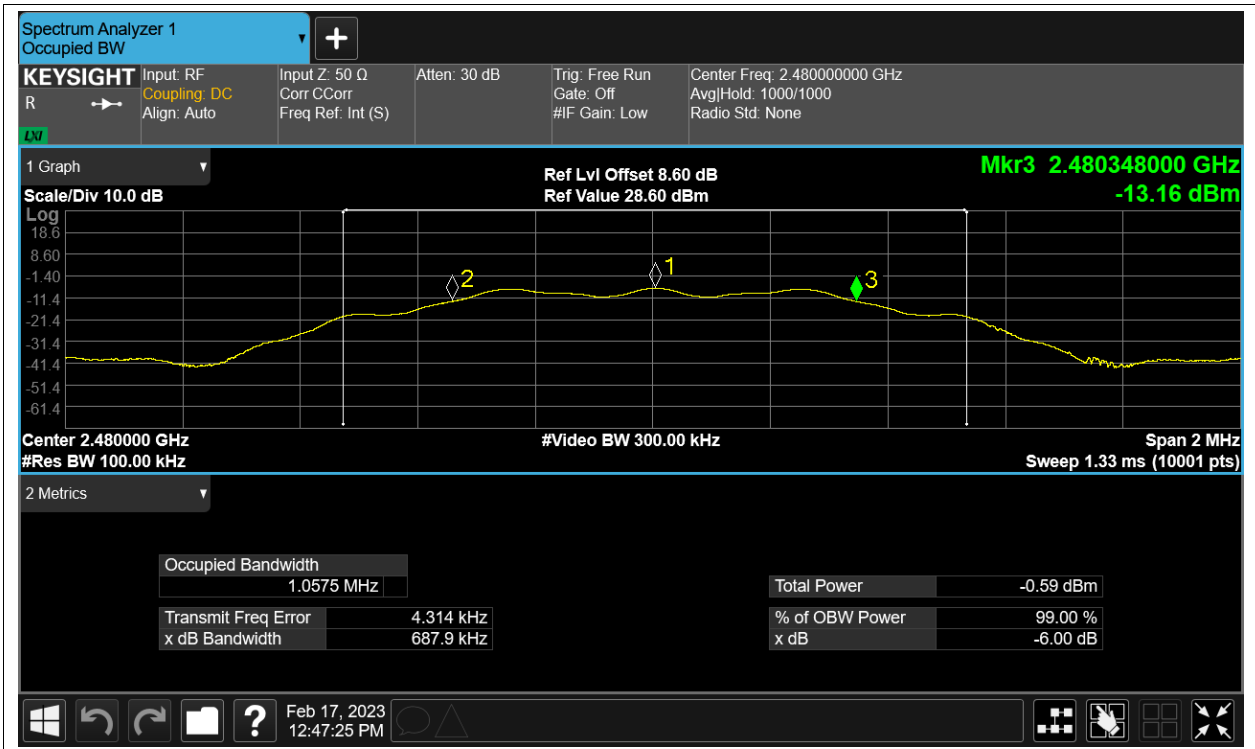 Spectrum Analyzer 1
Occupied BW
KEYSIGHT
R
LXI
Input: RF
Coupling: DC
Align: Auto
Input Z: 50 Ω
Corr CCorr
Freq Ref: Int (S)
Atten: 30 dB
Trig: Free Run
Gate: Off
#IF Gain: Low
Center Freq: 2.480000000 GHz
Avg|Hold: 1000/1000
Radio Std: None
1 Graph
Scale/Div 10.0 dB
Ref Lvl Offset 8.60 dB
Ref Value 28.60 dBm
Mkr3 2.480348000 GHz
-13.16 dBm
Log
18.6
8.60
-1.40
-11.4
-21.4
-31.4
-41.4
-51.4
-61.4
2
1
3
Center 2.480000 GHz
#Res BW 100.00 kHz
#Video BW 300.00 kHz
Span 2 MHz
Sweep 1.33 ms (10001 pts)
2 Metrics
Occupied Bandwidth
1.0575 MHz
Transmit Freq Error 4.314 kHz
x dB Bandwidth 687.9 kHz
Total Power -0.59 dBm
% of OBW Power 99.00 %
x dB -6.00 dB
?
Feb 17, 2023
12:47:25 PM